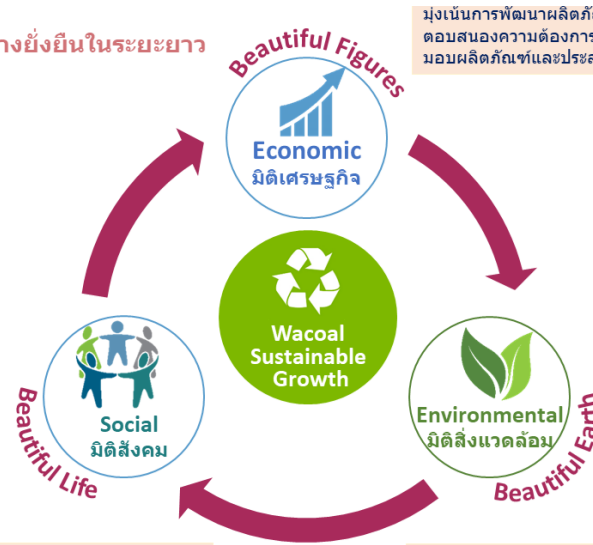 างยั่งยืนในระยะยาว
มุ่งเน้นการพัฒนาผลิตภั
ตอบสนองความต้องการ
มอบผลิตภัณฑ์และประส
Beautiful Figures
Economic
มิติเศรษฐกิจ
Wacoal
Sustainable
Growth
Social
มิติสังคม
Beautiful Life
Environmental
มิติสิ่งแวดล้อม
Beautiful Earth